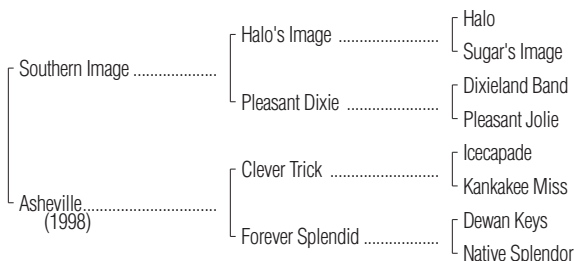 Halo
Halo's Image ....................
Sugar's Image
Southern Image .................
Dixieland Band
Pleasant Dixie ..................
Pleasant Jolie
Icecapade
Clever Trick .....................
Kankakee Miss
Asheville ...........................
(1998)
Dewan Keys
Forever Splendid ...............
Native Splendor